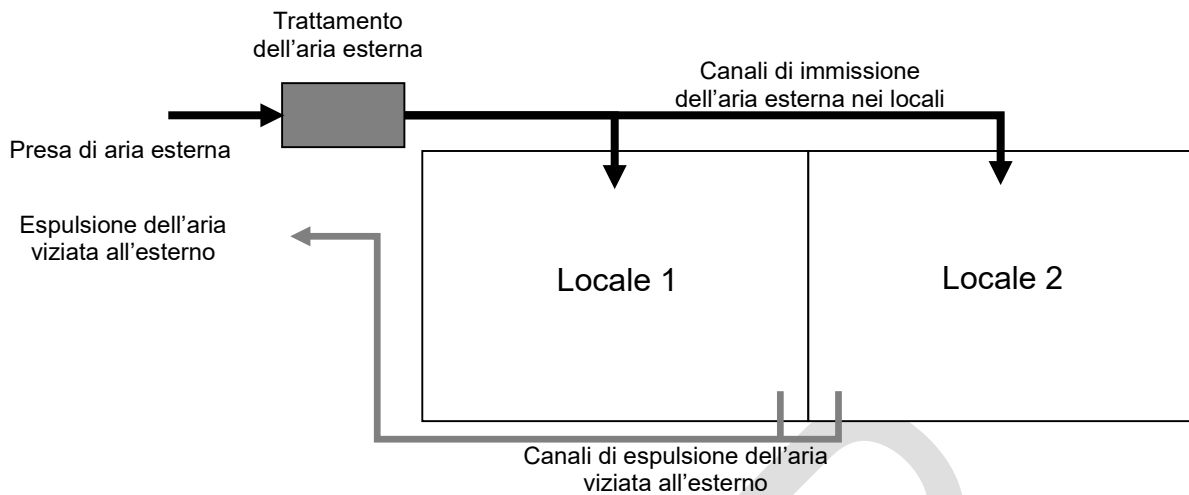 Trattamento
dell’aria esterna
Canali di immissione
dell’aria esterna nei locali
Presa di aria esterna
Espulsione dell’aria
viziata all’esterno
Locale 1
Locale 2
Canali di espulsione dell’aria
viziata all’esterno